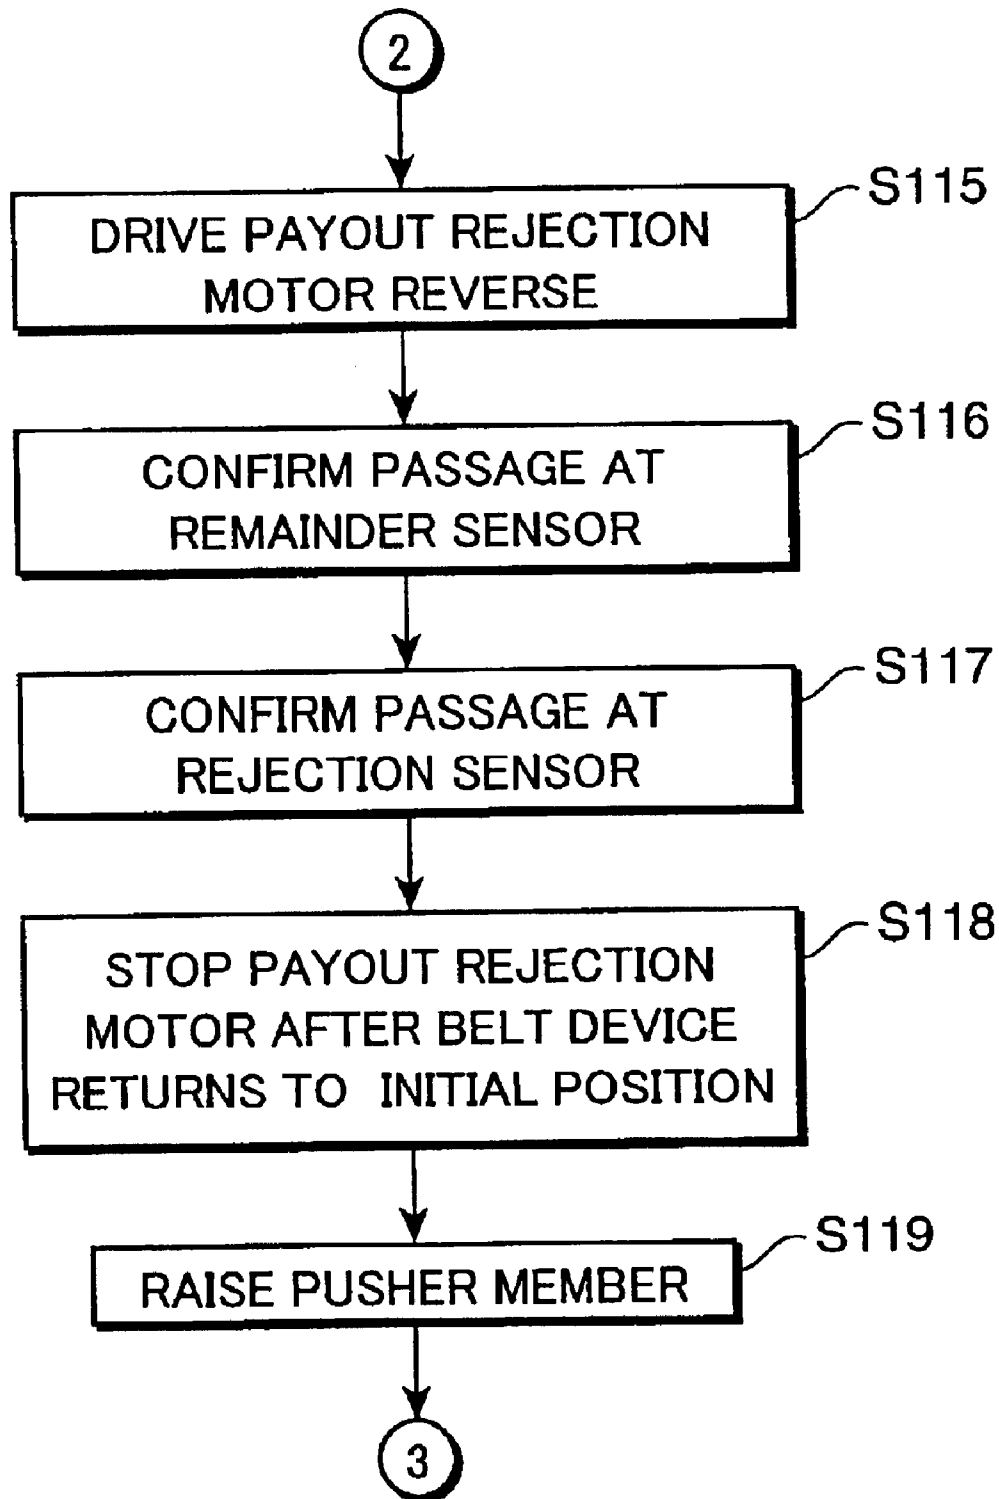 2
S115
DRIVE PAYOUT REJECTION
MOTOR REVERSE
S116
CONFIRM PASSAGE AT
REMAINDER SENSOR
S117
CONFIRM PASSAGE AT
REJECTION SENSOR
S118
STOP PAYOUT REJECTION
MOTOR AFTER BELT DEVICE
RETURNS TO INITIAL POSITION
S119
RAISE PUSHER MEMBER
3